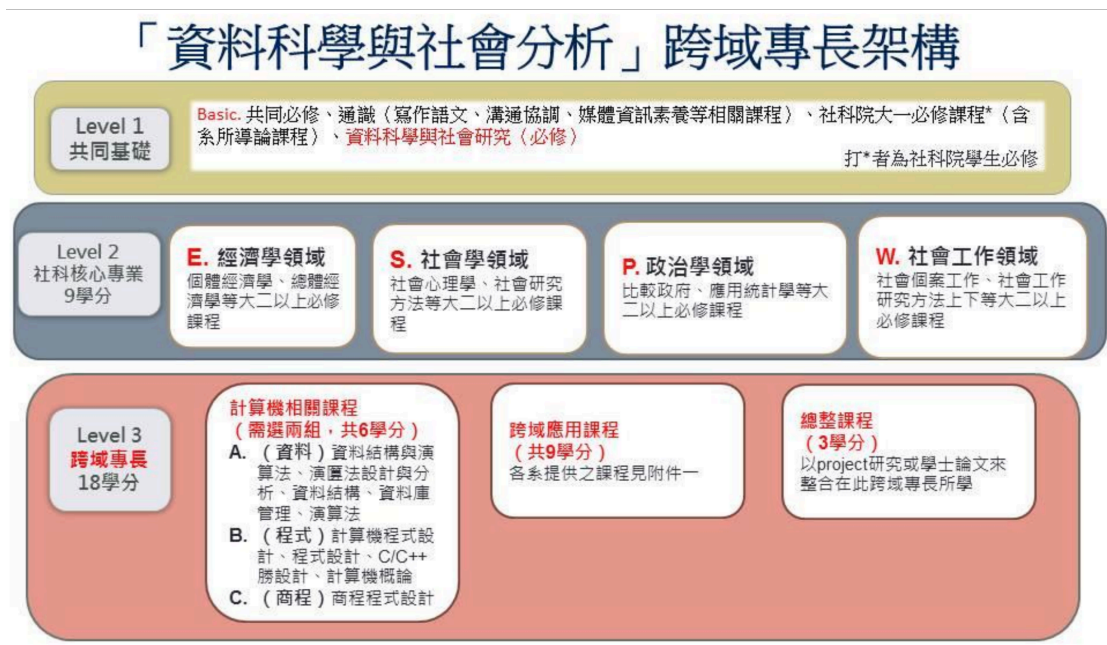 「資料科學與社會分析」跨域專長架構
Level 1
共同基礎
Basic. 共同必修、通識（寫作語文、溝通協調、媒體資訊素養等相關課程）、社科院大一必修課程*（含
系所導論課程）、資料科學與社會研究（必修）
打*者為社科院學生必修
Level 2
社科核心專業
9學分
E. 經濟學領域
個體經濟學、總體經
濟學等大二以上必修
課程
S. 社會學領域
社會心理學、社會研究
方法等大二以上必修課
程
P. 政治學領域
比較政府、應用統計學等大
二以上必修課程
W. 社會工作領域
社會個案工作、社會工作
研究方法上下等大二以上
必修課程
Level 3
跨域專長
18學分
計算機相關課程
（需選兩組，共6學分）
A. （資料）資料結構與演
算法、演匴法設計與分
析、資料結構、資料庫
管理、演算法
B. （程式）計算機程式設
計、程式設計、C/C++
勝設計、計算機概論
C. （商程）商程程式設計
跨域應用課程
（共9學分）
各系提供之課程見附件一
總整課程
（3學分）
以project研究或學士論文來
整合在此跨域專長所學